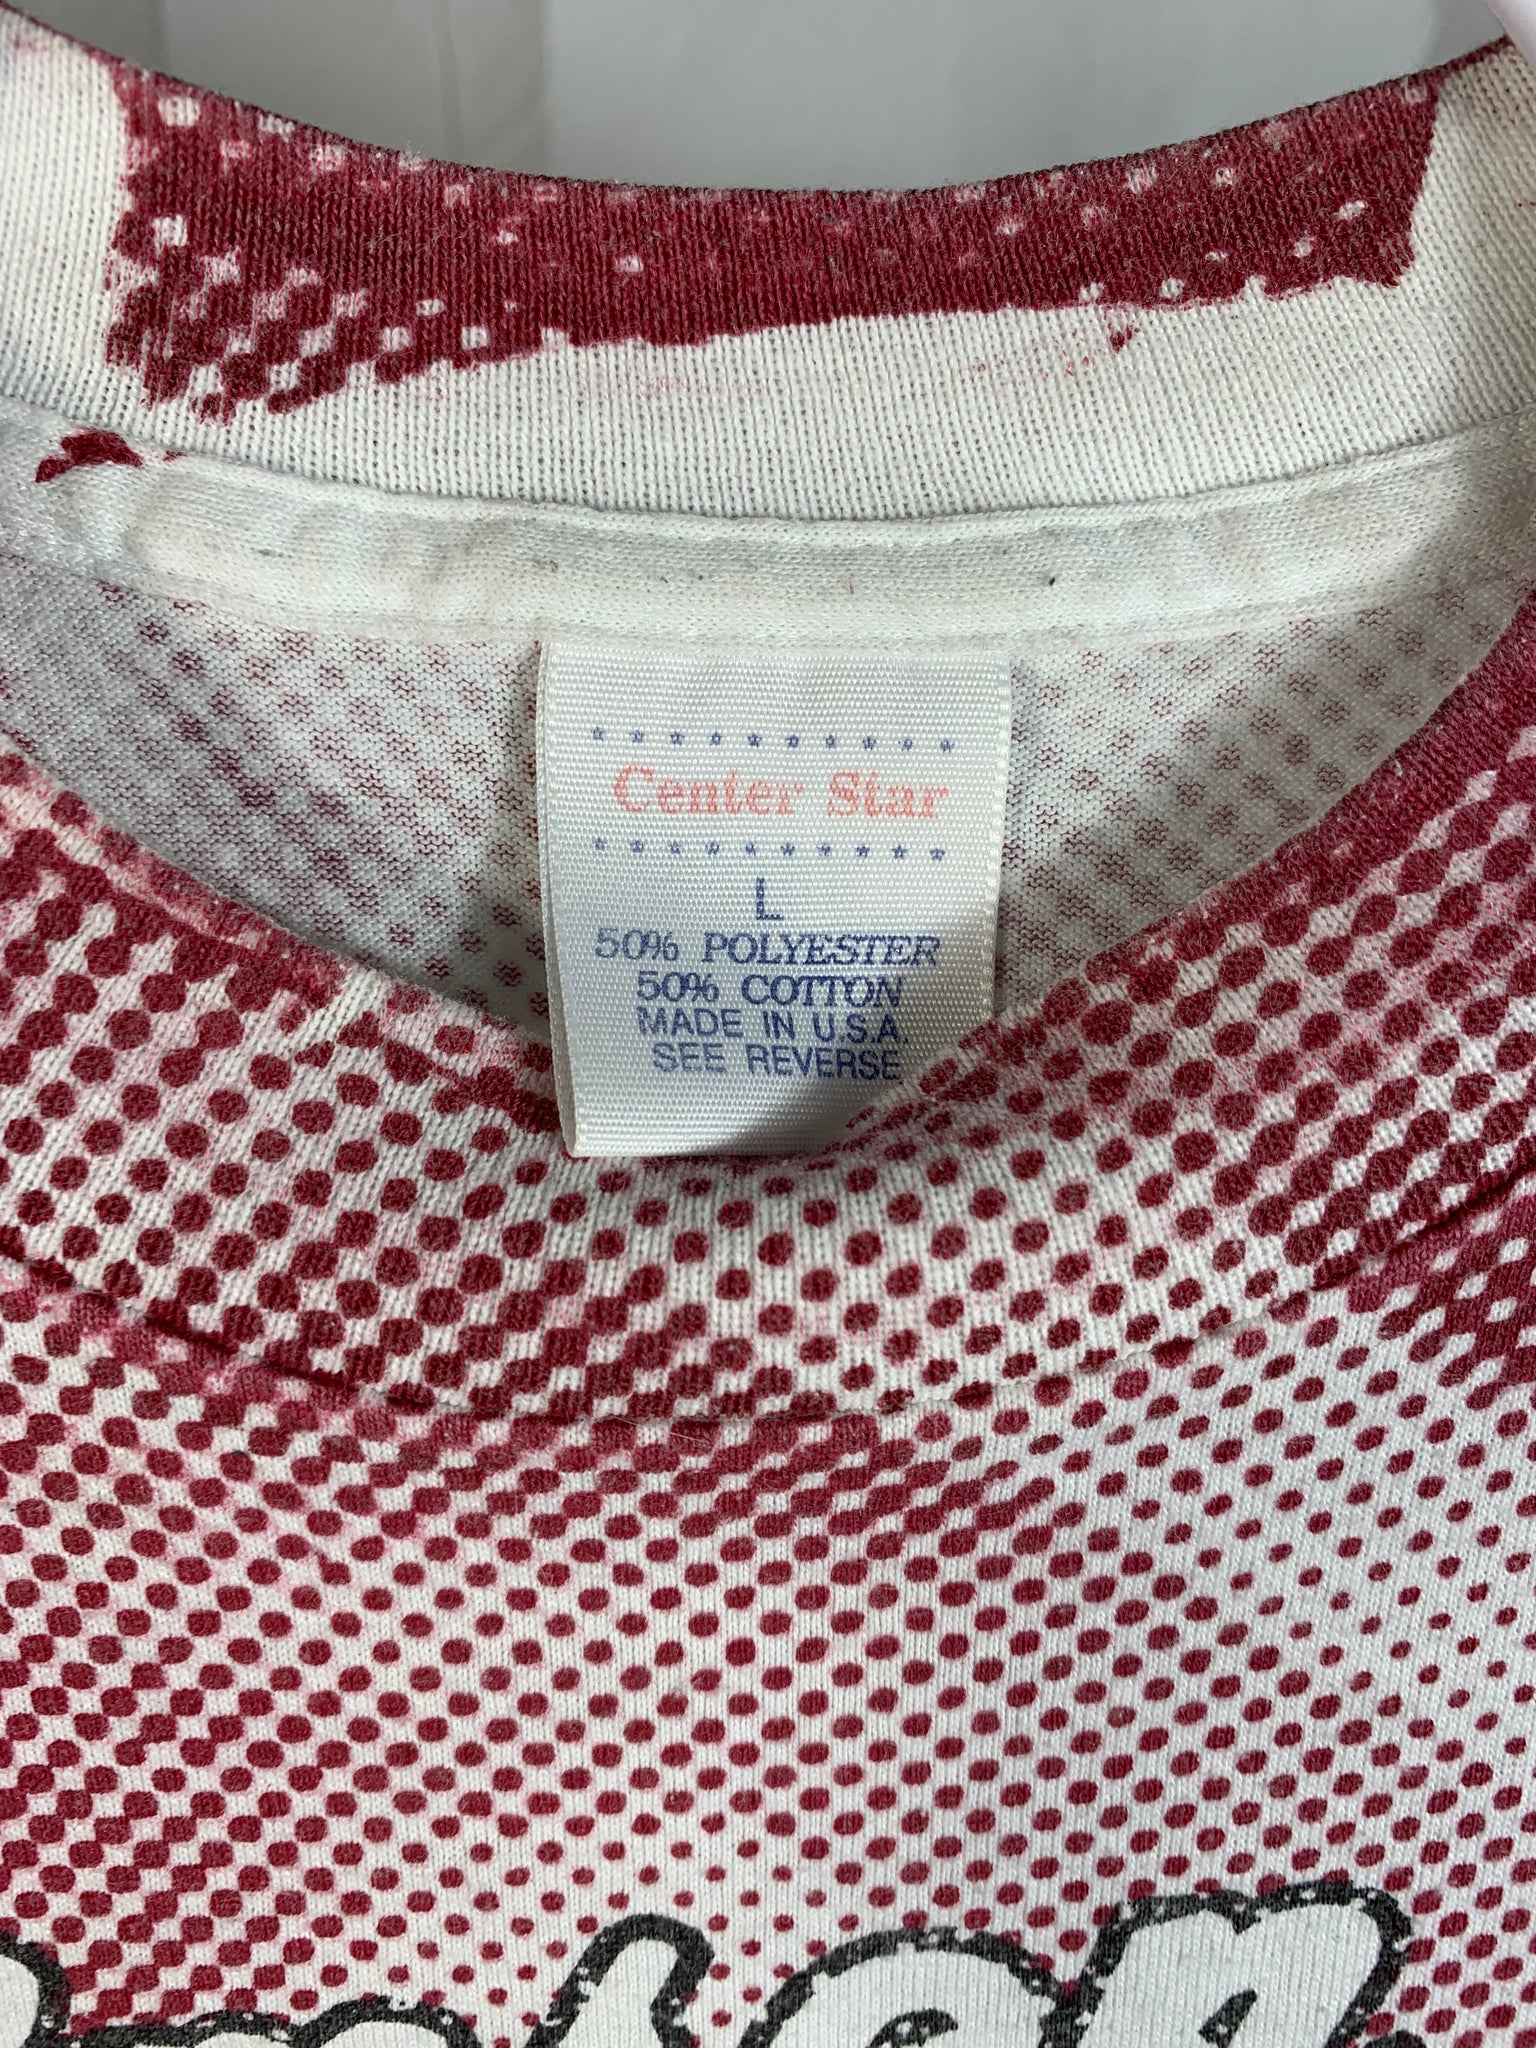 Center Star
L
50% POLYESTER
50% COTTON
MADE IN U.S.A.
SEE REVERSE